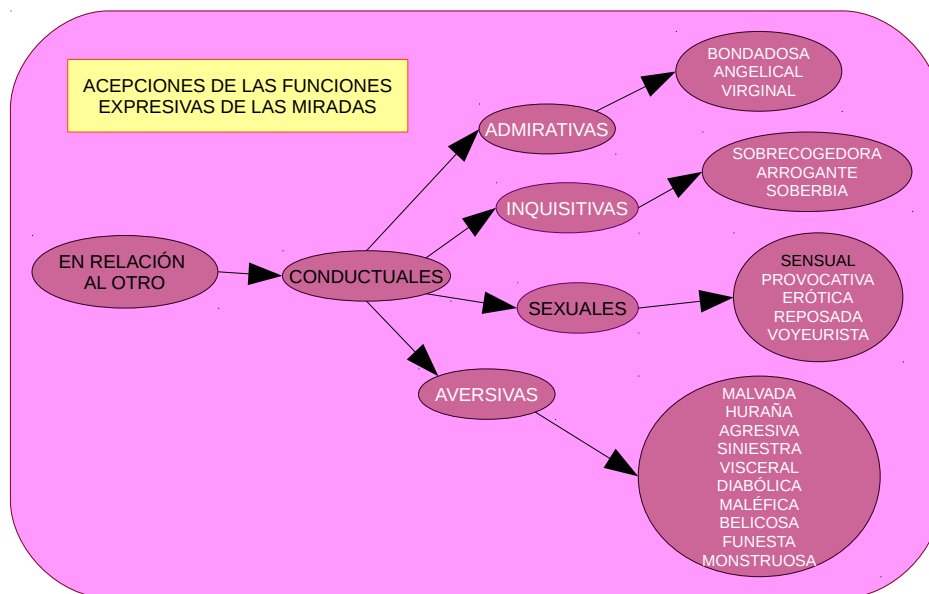 ACEPCIONES DE LAS FUNCIONES
EXPRESIVAS DE LAS MIRADAS
BONDADOSA
ANGELICAL
VIRGINAL
ADMIRATIVAS
SOBRECOGEDORA
ARROGANTE
SOBERBIA
INQUISITIVAS
EN RELACIÓN
AL OTRO
CONDUCTUALES
SENSUAL
PROVOCATIVA
ERÓTICA
REPOSADA
VOYEURISTA
SEXUALES
AVERSIVAS
MALVADA
HURAÑA
AGRESIVA
SINIESTRA
VISCERAL
DIABÓLICA
MALÉFICA
BELICOSA
FUNESTA
MONSTRUOSA